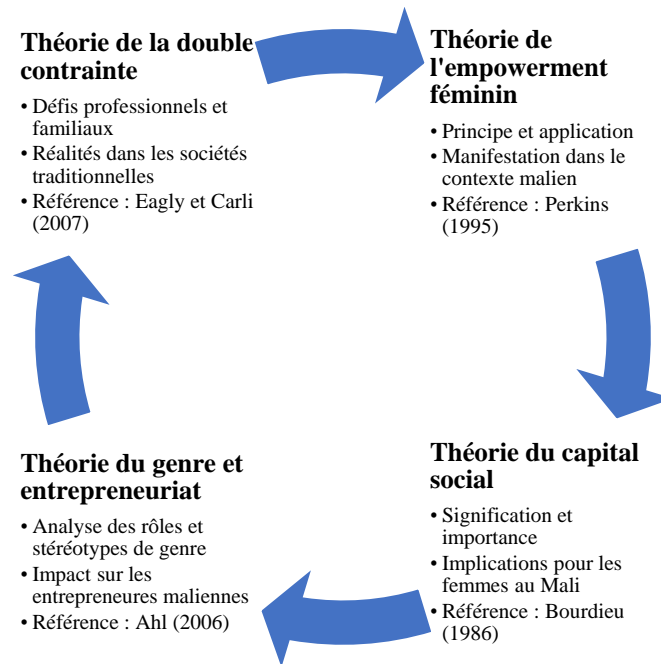 Théorie de la double
contrainte
• Défis professionnels et
familiaux
• Réalités dans les sociétés
traditionnelles
• Référence : Eagly et Carli
(2007)
Théorie de
l'empowerment
féminin
• Principe et application
• Manifestation dans le
contexte malien
• Référence : Perkins
(1995)
Théorie du capital
social
• Signification et
importance
• Implications pour les
femmes au Mali
• Référence : Bourdieu
(1986)
Théorie du genre et
entrepreneuriat
• Analyse des rôles et
stéréotypes de genre
• Impact sur les
entrepreneures maliennes
• Référence : Ahl (2006)